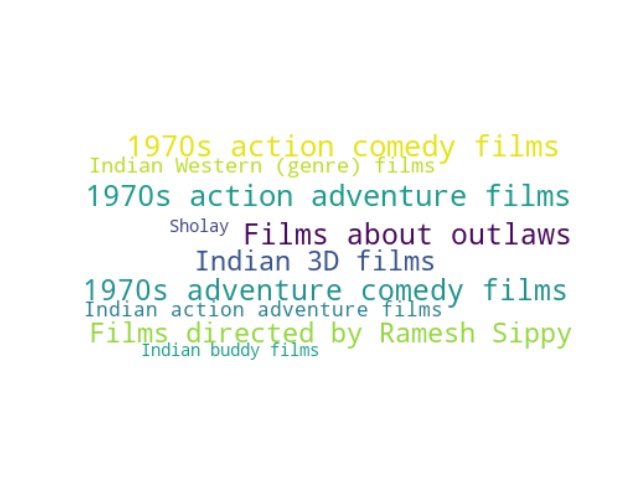 1970s action comedy films
Indian Western (genre) films
1970s action adventure films
Sholay
Films about outlaws
Indian 3D films
1970s adventure comedy films
Indian action adventure films
Films directed by Ramesh Sippy
Indian buddy films